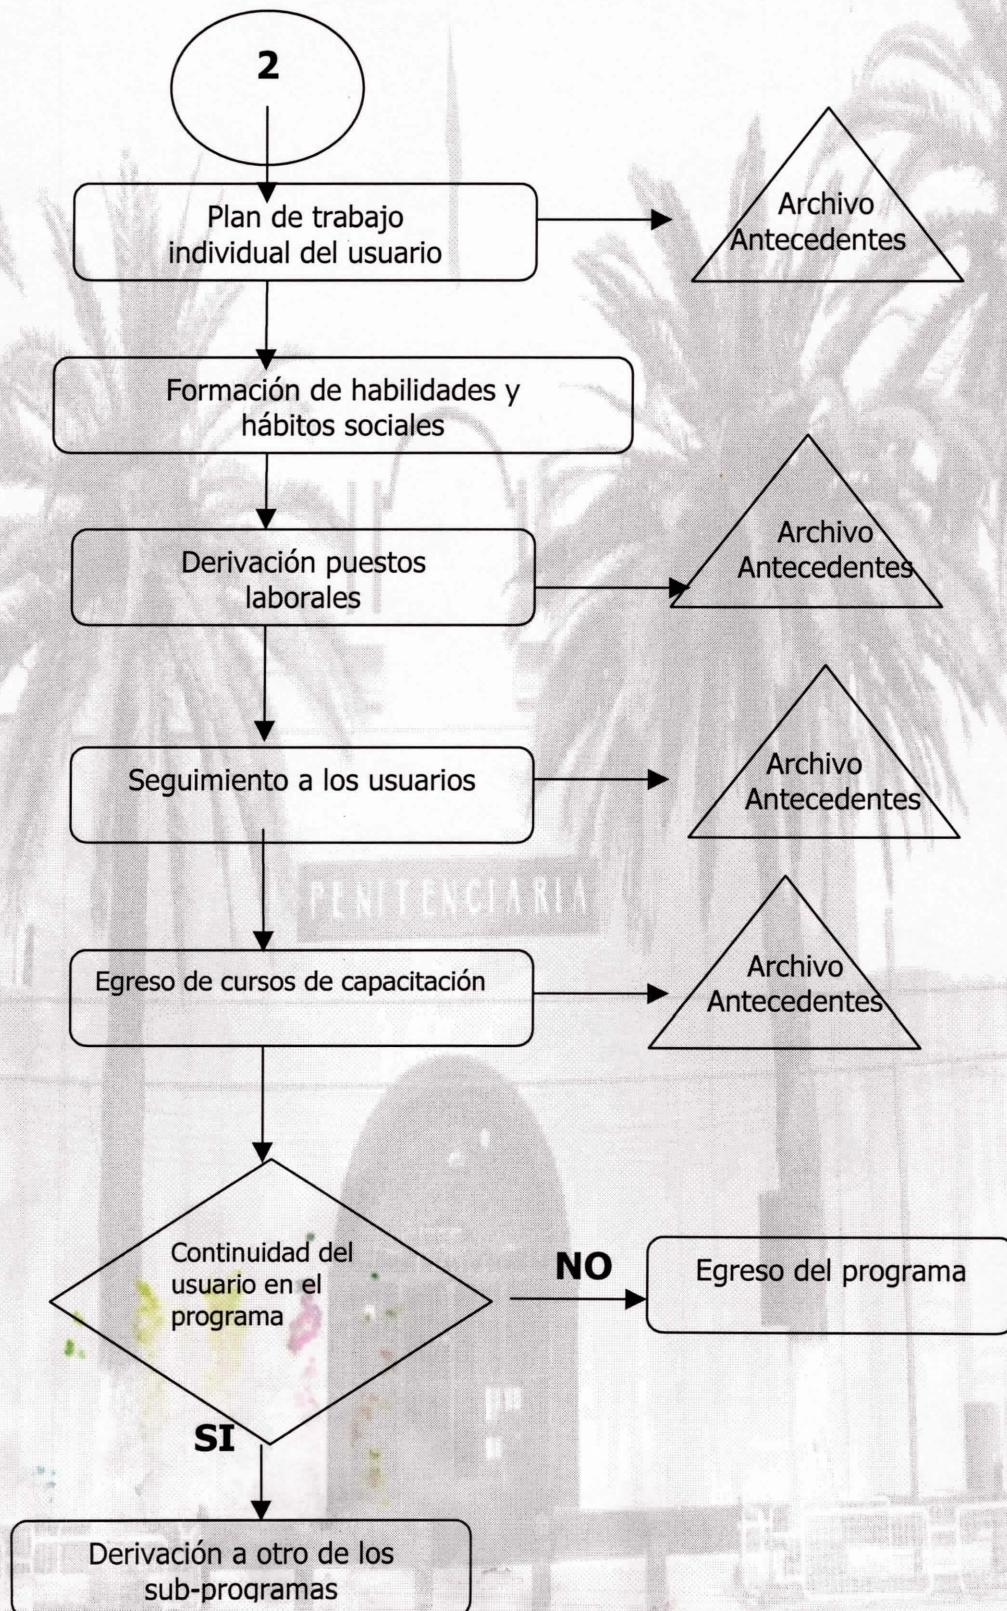 2
Plan de trabajo
individual del usuario
Archivo
Antecedentes
Formación de habilidades y
hábitos sociales
Derivación puestos
laborales
Archivo
Antecedentes
Seguimiento a los usuarios
Archivo
Antecedentes
PENITENCIARIA
Egreso de cursos de capacitación
Archivo
Antecedentes
Continuidad del
usuario en el
programa
NO
Egreso del programa
SI
Derivación a otro de los
sub-programas